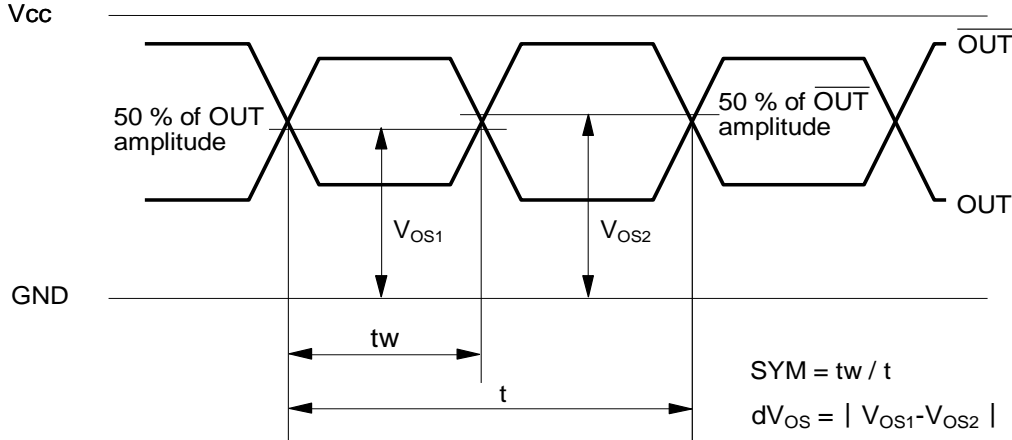 Vcc
OUT
50 % of OUT
amplitude
50 % of OUT
amplitude
VOS1
VOS2
OUT
GND
tw
t
SYM = tw / t
dVOS = | VOS1-VOS2 |